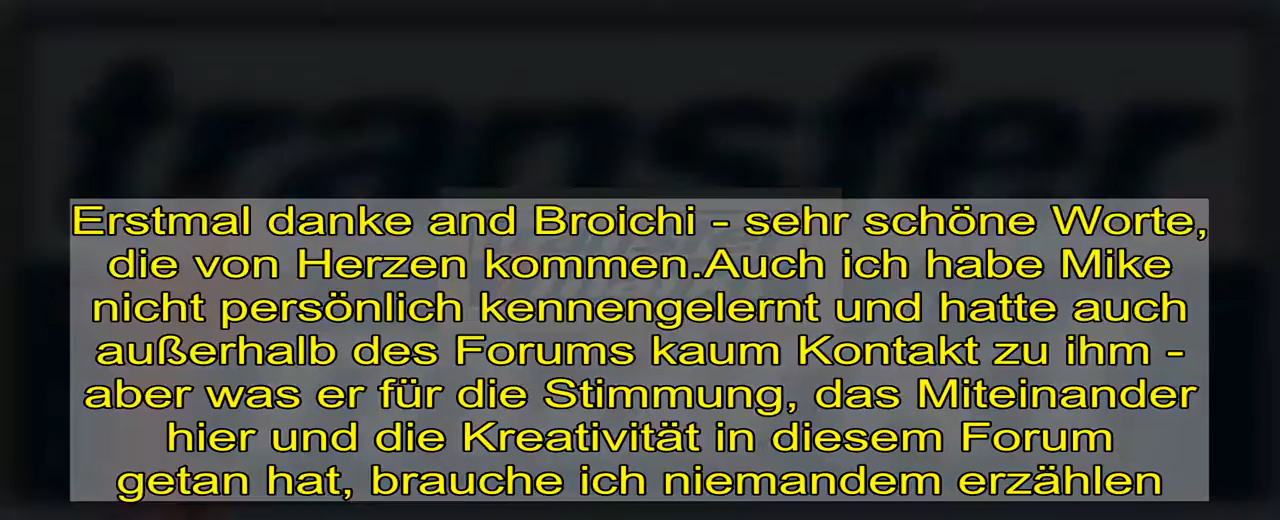 transfer
Erstmal danke and Broichi - sehr schöne Worte,
die von Herzen kommen.Auch ich habe Mike
nicht persönlich kennengelernt und hatte auch
außerhalb des Forums kaum Kontakt zu ihm -
aber was er für die Stimmung, das Miteinander
hier und die Kreativität in diesem Forum
getan hat, brauche ich niemandem erzählen